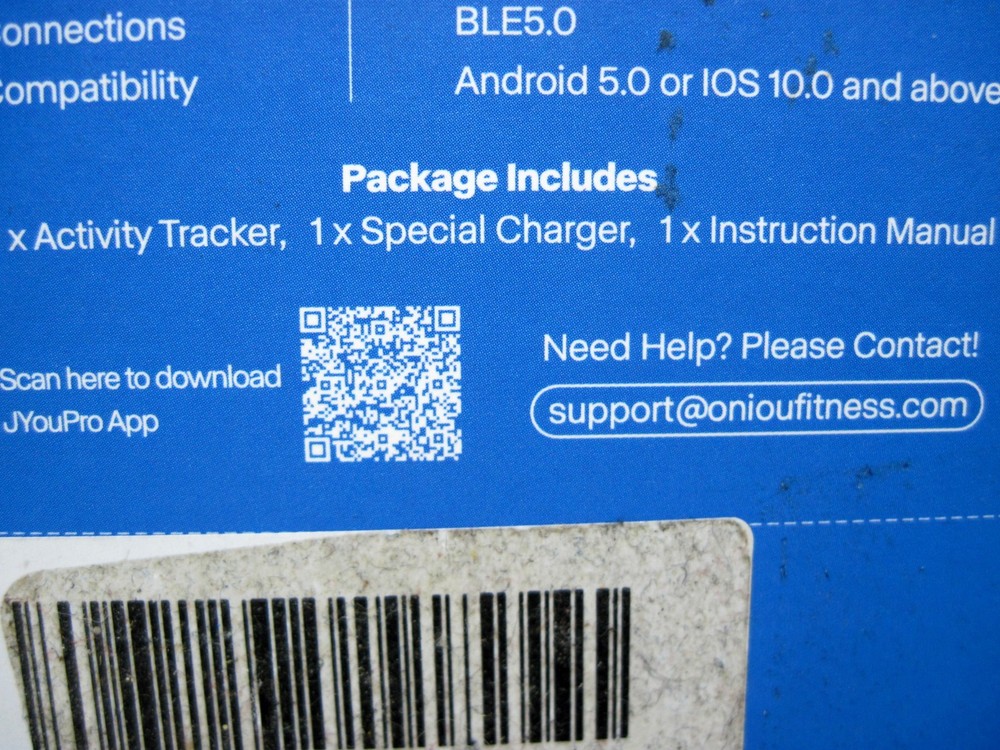 onnections
BLE5.0
ompatibility
Android 5.0 or IOS 10.0 and above
Package Includes
x Activity Tracker, 1 x Special Charger, 1 x Instruction Manual
Scan here to download
JYouPro App
Need Help? Please Contact!
support@onioufitness.com